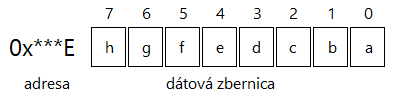 7 6 5 4 3 2 1 0
0x***E h g f e d c b a
adresa dátová zbernica